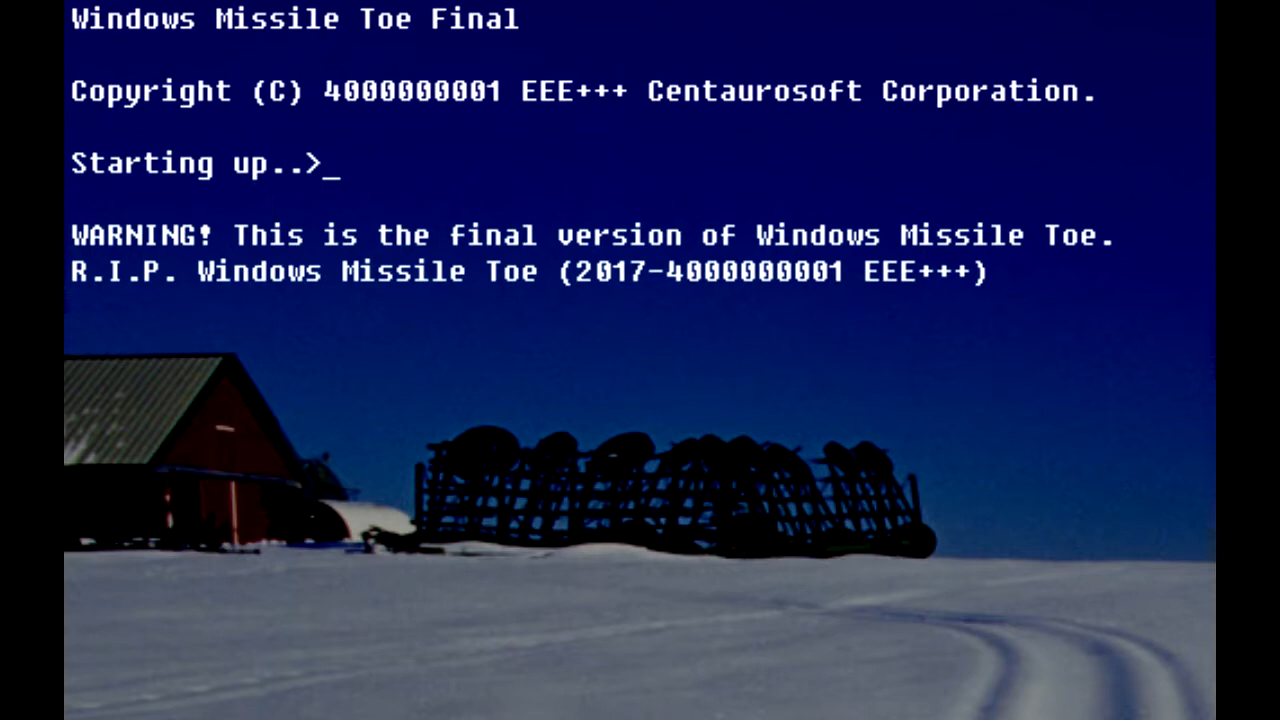 Windows Missile Toe Final
Copyright (C) 4000000001 EEE+++ Centaurosoft Corporation.
Starting up..>_
WARNING! This is the final version of Windows Missile Toe.
R.I.P. Windows Missile Toe (2017-4000000001 EEE+++)